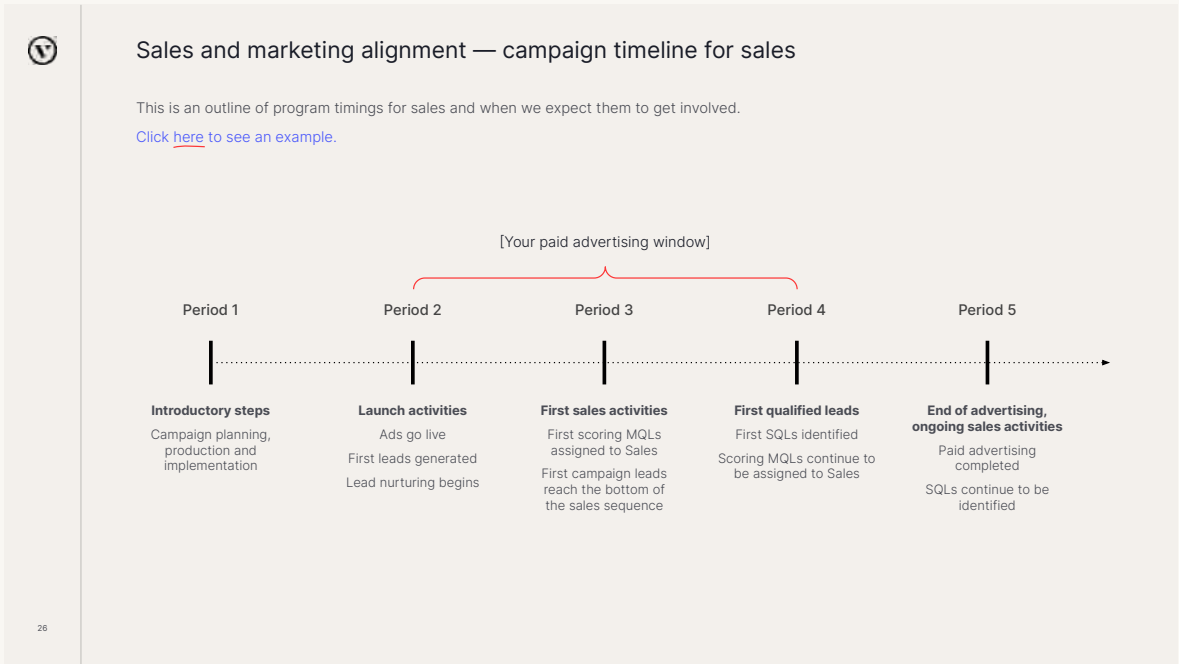 V
Sales and marketing alignment — campaign timeline for sales
This is an outline of program timings for sales and when we expect them to get involved.
Click here to see an example.
[Your paid advertising window]
Period 1
Period 2
Period 3
Period 4
Period 5
Introductory steps
Campaign planning,
production and
implementation
Launch activities
Ads go live
First leads generated
Lead nurturing begins
First sales activities
First scoring MQLs
assigned to Sales
First campaign leads
reach the bottom of
the sales sequence
First qualified leads
First SQLs identified
Scoring MQLs continue to
be assigned to Sales
End of advertising,
ongoing sales activities
Paid advertising
completed
SQLs continue to be
identified
26